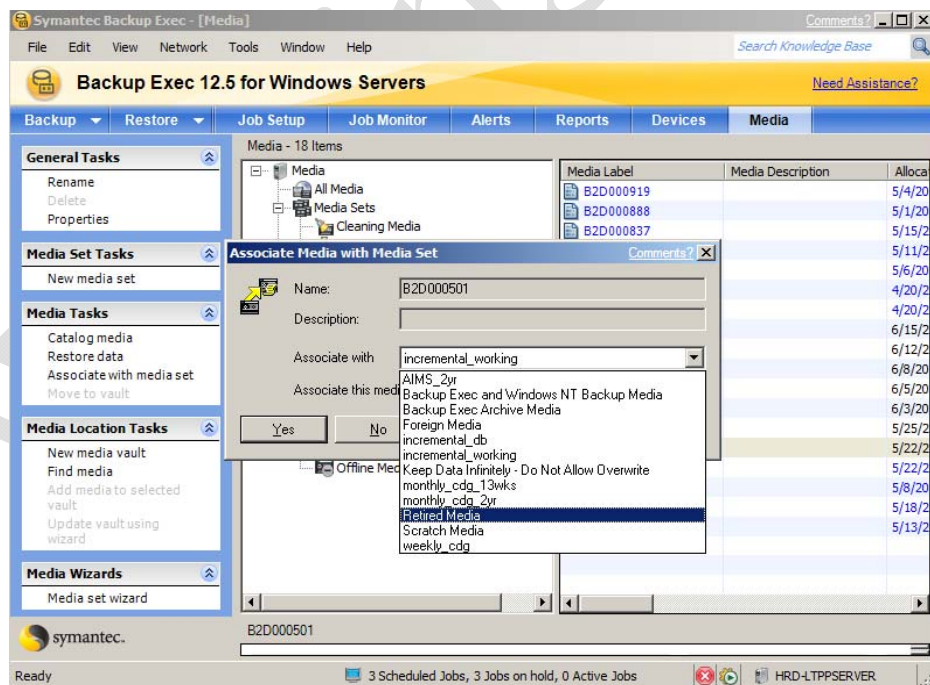 Symantec Backup Exec - [Media]
Comments?
File Edit View Network Tools Window Help
Search Knowledge Base
Backup Exec 12.5 for Windows Servers
Need Assistance?
Backup Restore Job Setup Job Monitor Alerts Reports Devices Media
General Tasks
Rename
Delete
Properties
Media Set Tasks
New media set
Media Tasks
Catalog media
Restore data
Associate with media set
Move to vault
Media Location Tasks
New media vault
Find media
Add media to selected
vault
Update vault using
wizard
Media Wizards
Media set wizard
symantec.
Media - 18 Items
Media
All Media
Media Sets
Cleaning Media
Offline Med
Media Label Media Description Alloca
B2D000919 5/4/20
B2D000888 5/1/20
B2D000837 5/15/2
5/11/2
5/6/20
4/20/2
4/20/2
6/15/2
6/12/2
6/8/20
6/5/20
6/3/20
5/25/2
5/22/2
5/22/2
5/8/20
5/18/2
5/13/2
Associate Media with Media Set
Comments?
Name: B2D000501
Description:
Associate with incremental_working
Associate this medi
Yes No
AIMS_2yr
Backup Exec and Windows NT Backup Media
Backup Exec Archive Media
Foreign Media
incremental_db
incremental_working
Keep Data Infinitely - Do Not Allow Overwrite
monthly_cdg_13wks
monthly_cdg_2yr
Retired Media
Scratch Media
weekly_cdg
B2D000501
Ready 3 Scheduled Jobs, 3 Jobs on hold, 0 Active Jobs HRD-LTPPSERVER